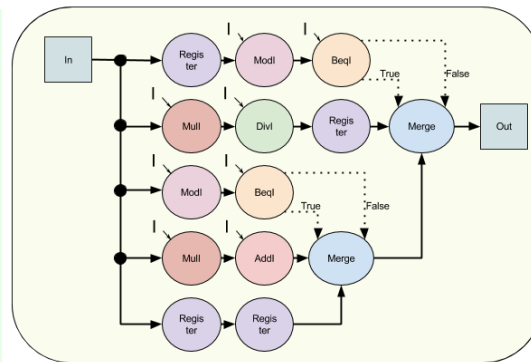 I
I
In
Regis
ter
ModI
BeqI
True
False
I
I
MulI
DivI
Regis
ter
Merge
Out
I
I
ModI
BeqI
True
False
I
I
MulI
AddI
Merge
Regis
ter
Regis
ter